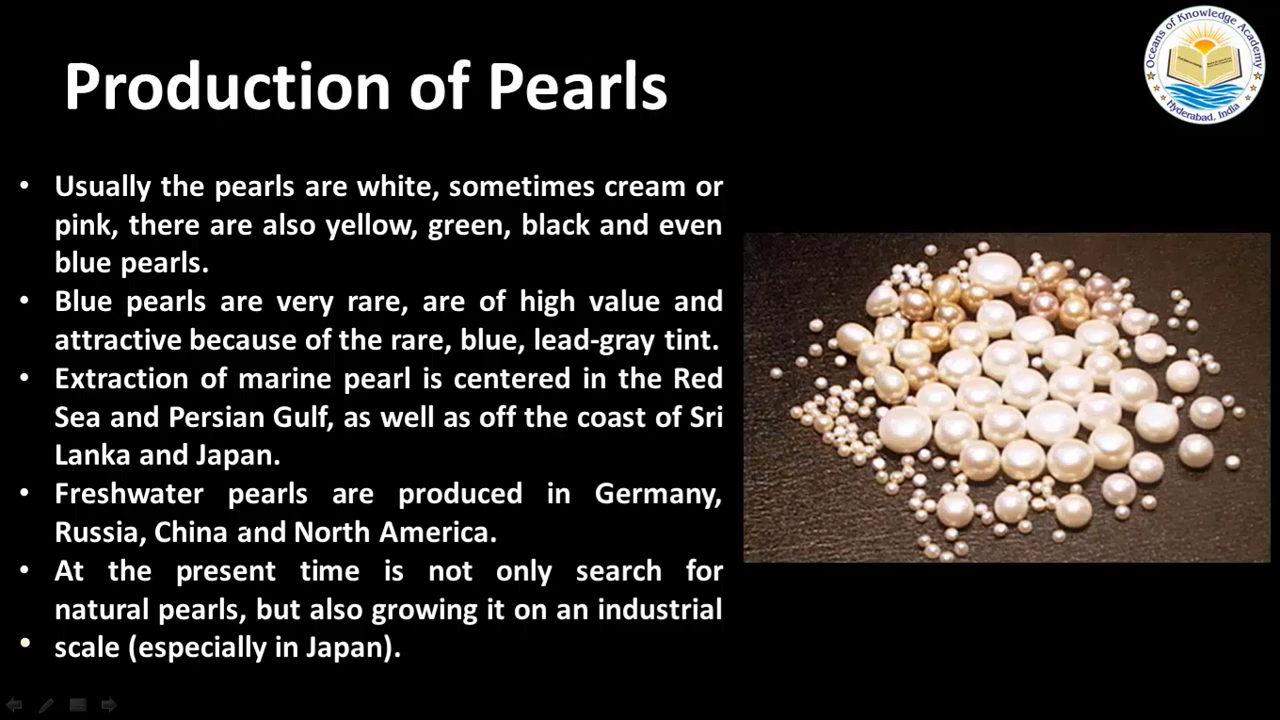 Oceans of Knowledge Academy
Hyderabad, India
Production of Pearls
• Usually the pearls are white, sometimes cream or
pink, there are also yellow, green, black and even
blue pearls.
• Blue pearls are very rare, are of high value and
attractive because of the rare, blue, lead-gray tint.
• Extraction of marine pearl is centered in the Red
Sea and Persian Gulf, as well as off the coast of Sri
Lanka and Japan.
• Freshwater pearls are produced in Germany,
Russia, China and North America.
• At the present time is not only search for
natural pearls, but also growing it on an industrial
• scale (especially in Japan).